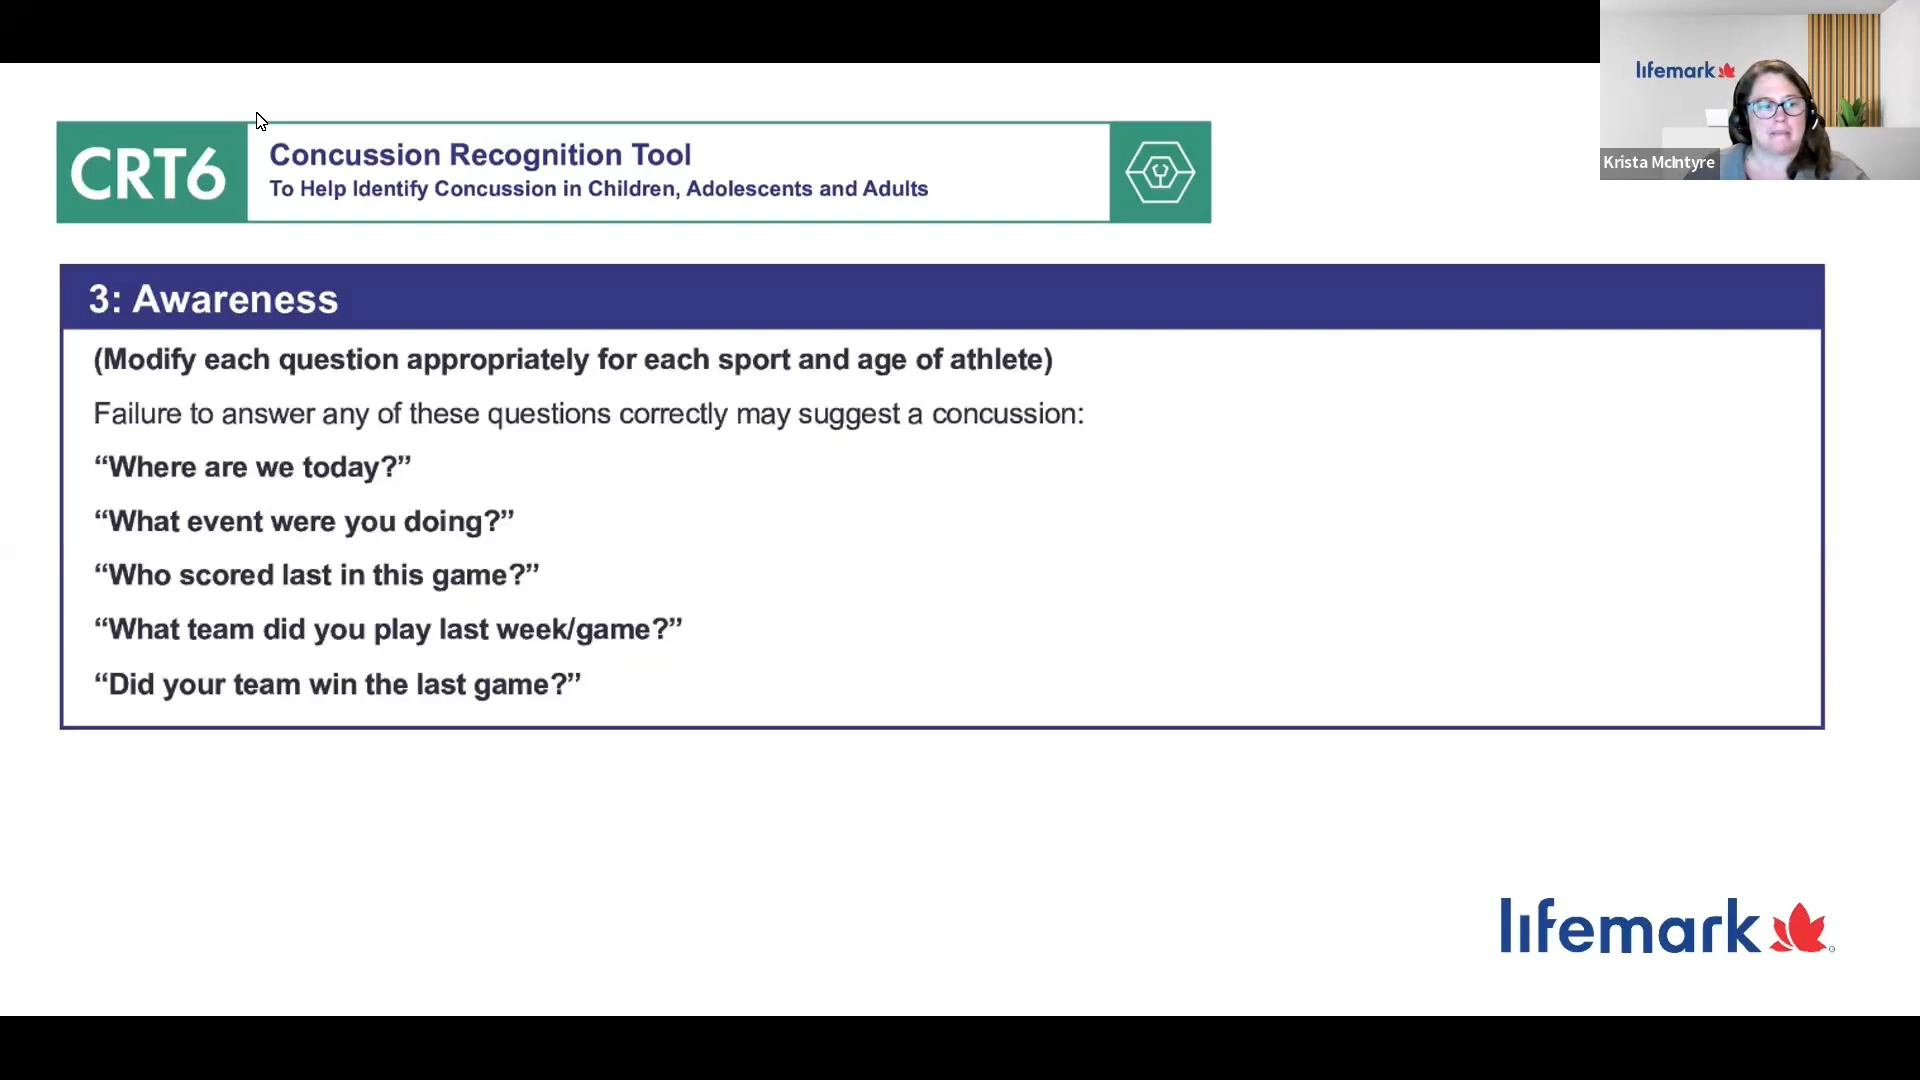 lifemark
Krista McIntyre
CRT6
Concussion Recognition Tool
To Help Identify Concussion in Children, Adolescents and Adults
3: Awareness
(Modify each question appropriately for each sport and age of athlete)
Failure to answer any of these questions correctly may suggest a concussion:
“Where are we today?”
“What event were you doing?”
“Who scored last in this game?”
“What team did you play last week/game?”
“Did your team win the last game?”
lifemark